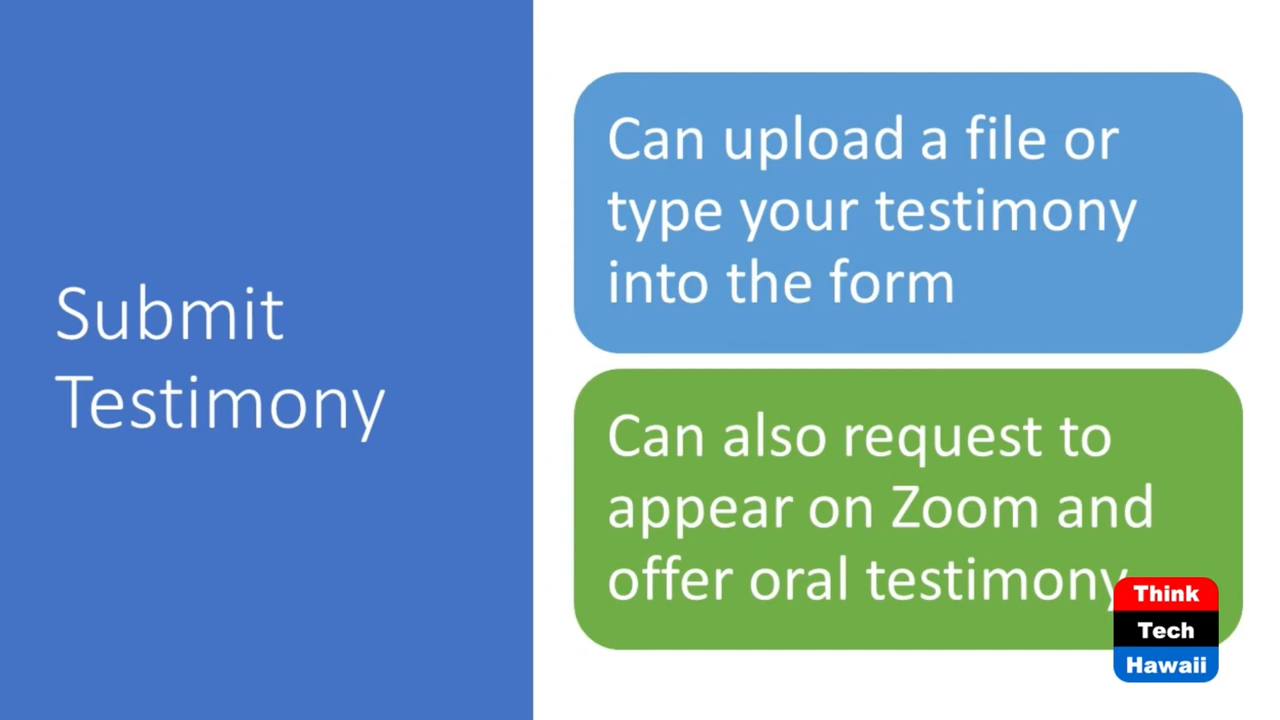 Submit
Testimony
Can upload a file or
type your testimony
into the form
Can also request to
appear on Zoom and
offer oral testimony
Think
Tech
Hawaii